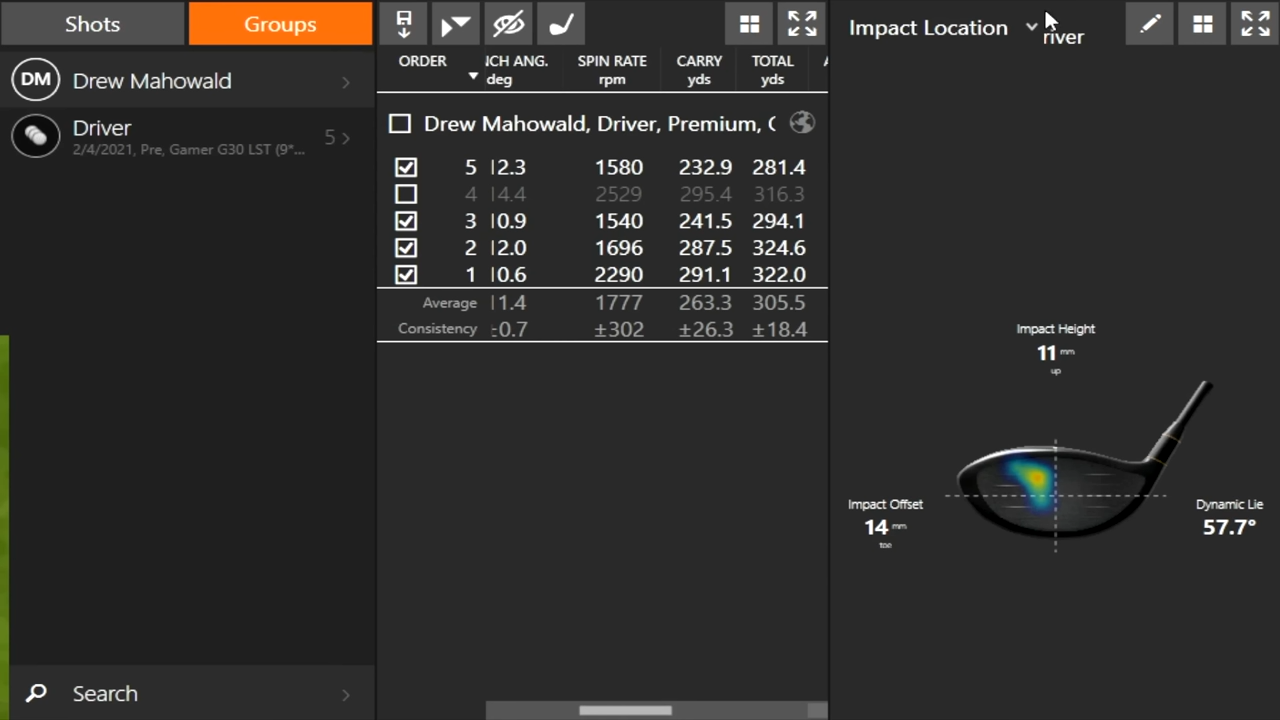 Shots
Groups
DM
Drew Mahowald
Driver
2/4/2021, Pre, Gamer G30 LST (9*...
5
Search
ORDER
NCH ANG.
deg
SPIN RATE
rpm
CARRY
yds
TOTAL
yds
Drew Mahowald, Driver, Premium,
5 12.3 1580 232.9 281.4
4 14.4 2529 295.4 316.3
3 10.9 1540 241.5 294.1
2 12.0 1696 287.5 324.6
1 10.6 2290 291.1 322.0
Average 11.4 1777 263.3 305.5
Consistency ±0.7 ±302 ±26.3 ±18.4
Impact Location
river
Impact Height
11 mm
up
Impact Offset
14 mm
toe
Dynamic Lie
57.7°